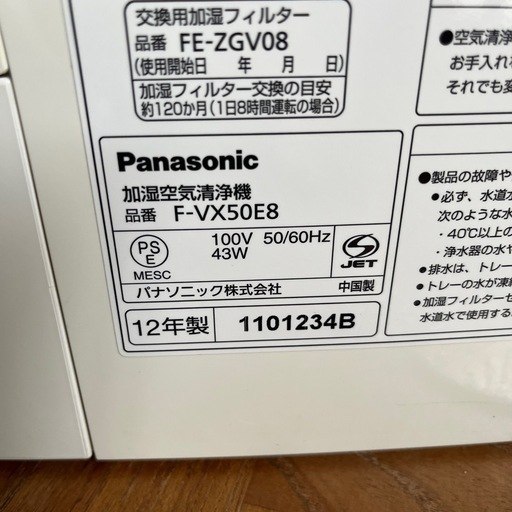 交換用加湿フィルター
品番 FE-ZGV08
(使用開始日 年 月 日)
加湿フィルター交換の目安
約120か月(1日8時間運転の場合)
Panasonic
加湿空気清浄機
品番 F-VX50E8
PS
E
MESC
100V 50/60Hz
43W
S
JET
パナソニック株式会社
中国製
12年製
1101234B
●空気清浄
お手入れ
それでも変
●製品の故障や
●必ず、水道水
次のような水
・40℃以上の
・浄水器の水や
●排水は、トレー
●トレーの水が凍結
●加湿フィルターセ
水道水で使用する